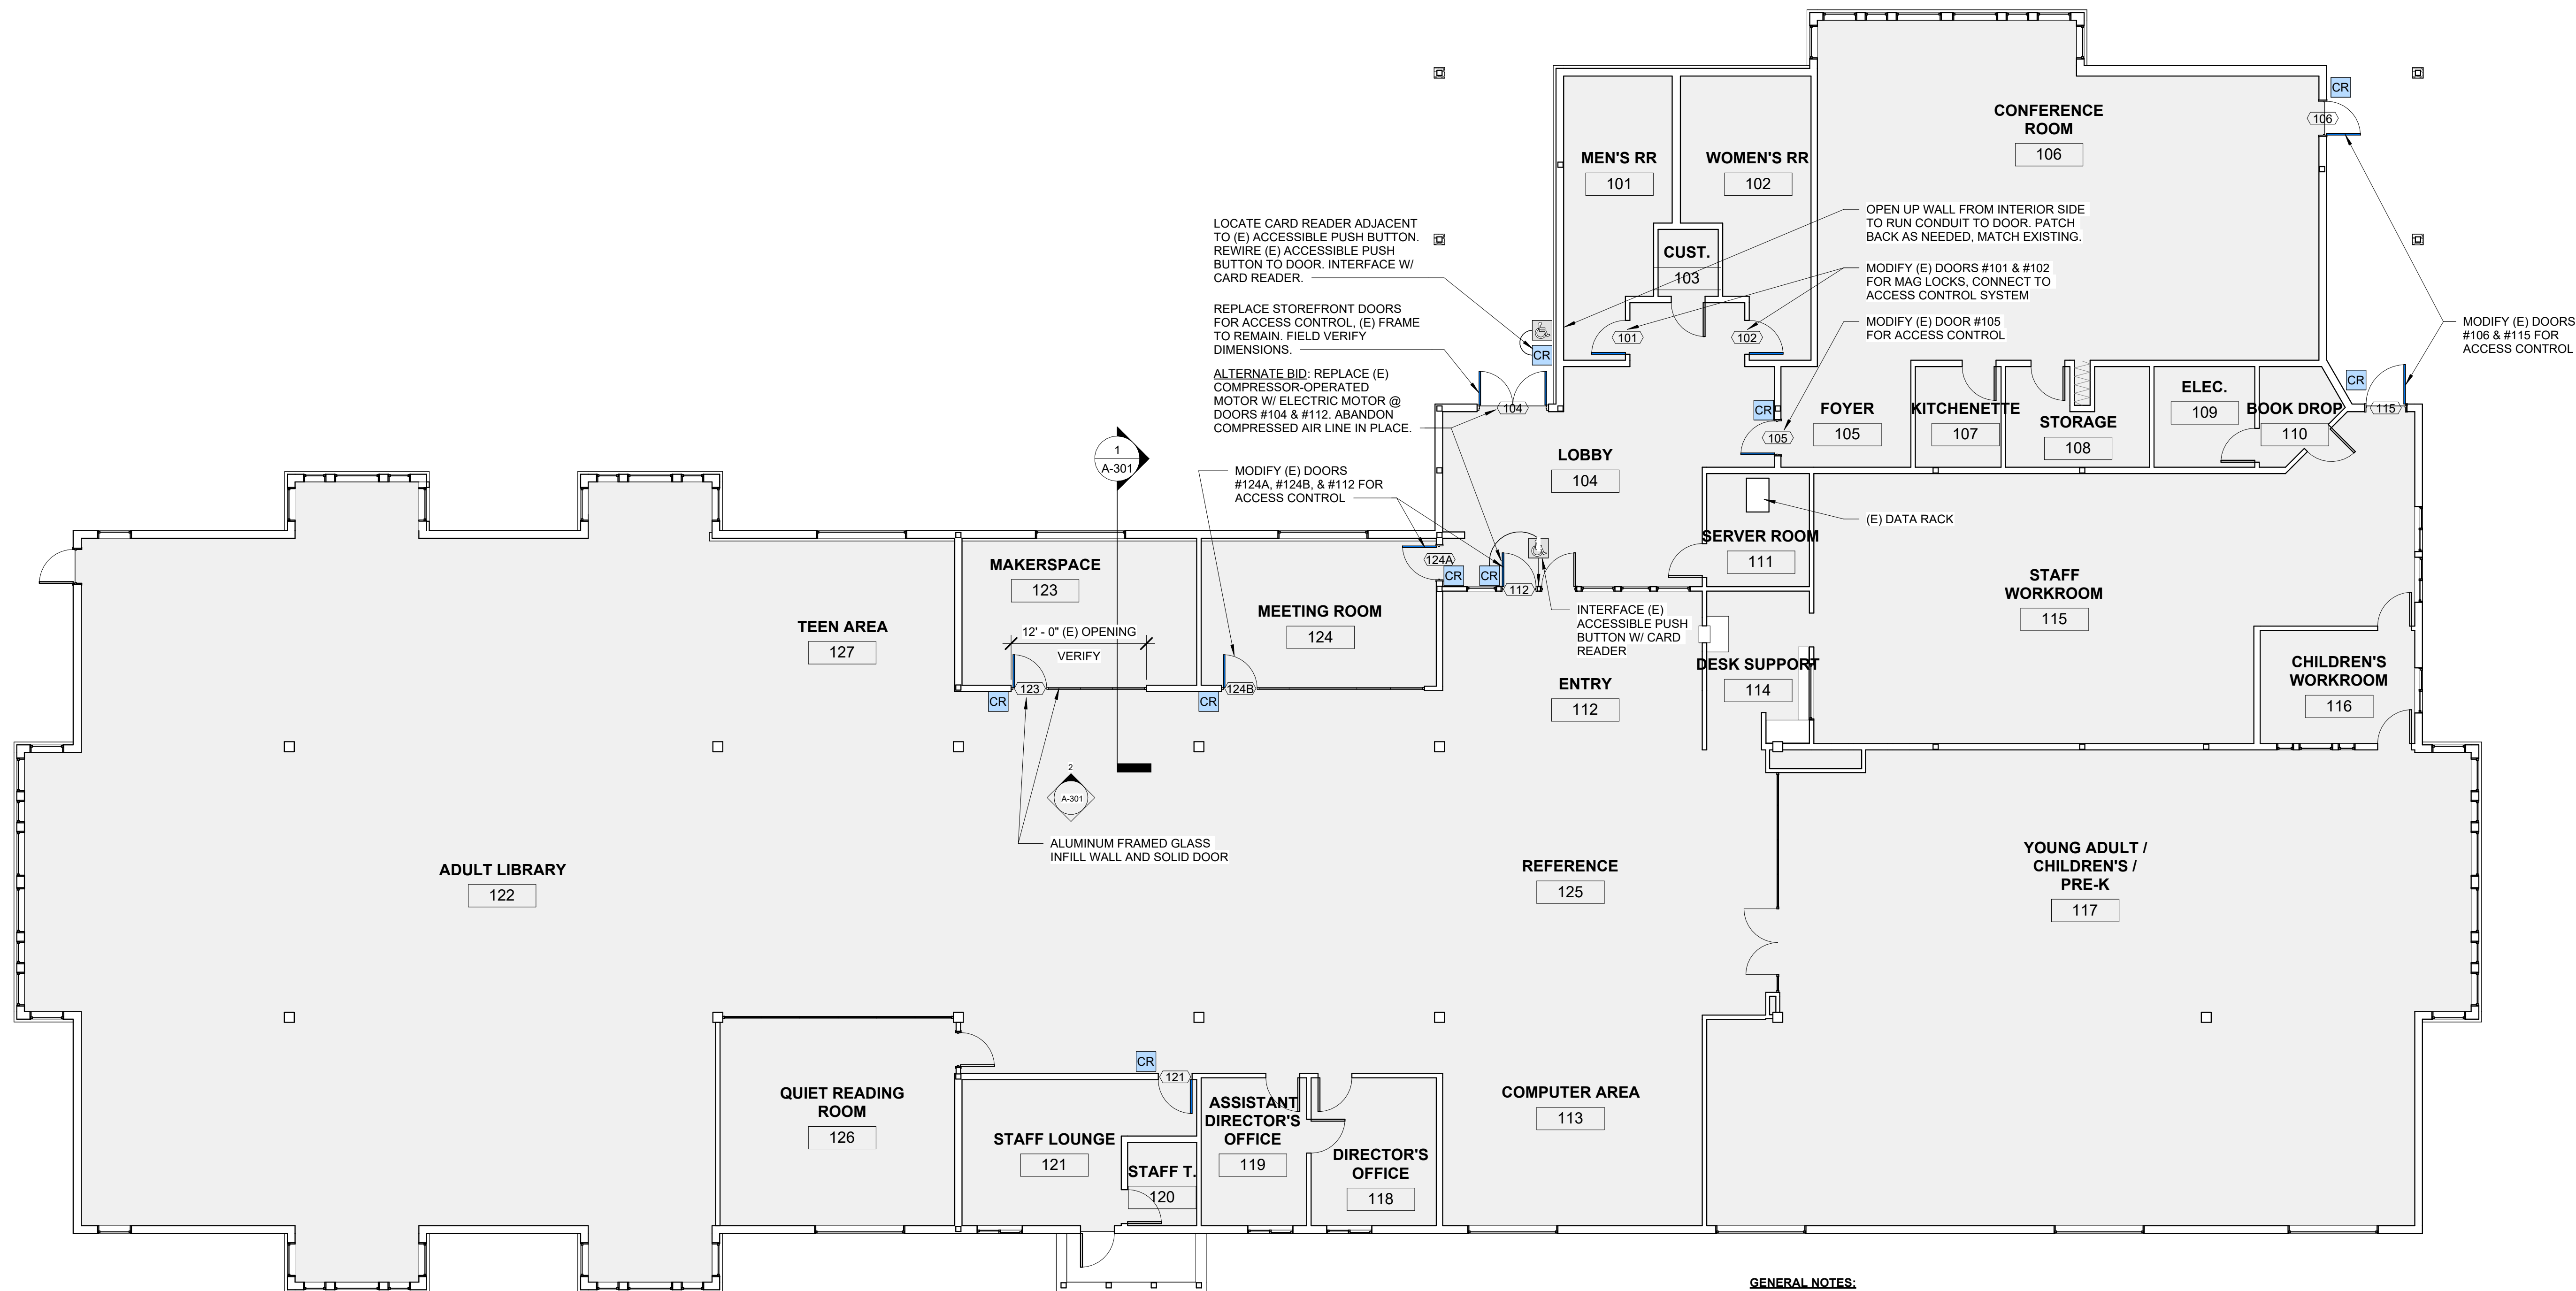 CONFERENCE
ROOM
106
CR
106
MEN'S RR
101
WOMEN'S RR
102
CUST.
103
LOCATE CARD READER ADJACENT
TO (E) ACCESSIBLE PUSH BUTTON.
REWIRE (E) ACCESSIBLE PUSH
BUTTON TO DOOR. INTERFACE W/
CARD READER.
REPLACE STOREFRONT DOORS
FOR ACCESS CONTROL, (E) FRAME
TO REMAIN. FIELD VERIFY
DIMENSIONS.
ALTERNATE BID: REPLACE (E)
COMPRESSOR-OPERATED
MOTOR W/ ELECTRIC MOTOR @
DOORS #104 & #112. ABANDON
COMPRESSED AIR LINE IN PLACE.
OPEN UP WALL FROM INTERIOR SIDE
TO RUN CONDUIT TO DOOR. PATCH
BACK AS NEEDED, MATCH EXISTING.
MODIFY (E) DOORS #101 & #102
FOR MAG LOCKS, CONNECT TO
ACCESS CONTROL SYSTEM
MODIFY (E) DOOR #105
FOR ACCESS CONTROL
MODIFY (E) DOORS
#106 & #115 FOR
ACCESS CONTROL
101
102
CR
104
CR
105
FOYER
105
KITCHENETTE
107
STORAGE
108
ELEC.
109
BOOK DROP
110
CR
115
1
A-301
MODIFY (E) DOORS
#124A, #124B, & #112 FOR
ACCESS CONTROL
LOBBY
104
(E) DATA RACK
SERVER ROOM
111
124A
CR
CR
112
INTERFACE (E)
ACCESSIBLE PUSH
BUTTON W/ CARD
READER
MAKERSPACE
123
12' - 0" (E) OPENING
VERIFY
MEETING ROOM
124
TEEN AREA
127
CR
123
CR
124B
STAFF
WORKROOM
115
DESK SUPPORT
114
ENTRY
112
CHILDREN'S
WORKROOM
116
2
A-301
ALUMINUM FRAMED GLASS
INFILL WALL AND SOLID DOOR
ADULT LIBRARY
122
REFERENCE
125
YOUNG ADULT /
CHILDREN'S /
PRE-K
117
CR
121
QUIET READING
ROOM
126
STAFF LOUNGE
121
STAFF T.
120
ASSISTANT
DIRECTOR'S
OFFICE
119
DIRECTOR'S
OFFICE
118
COMPUTER AREA
113
GENERAL NOTES: